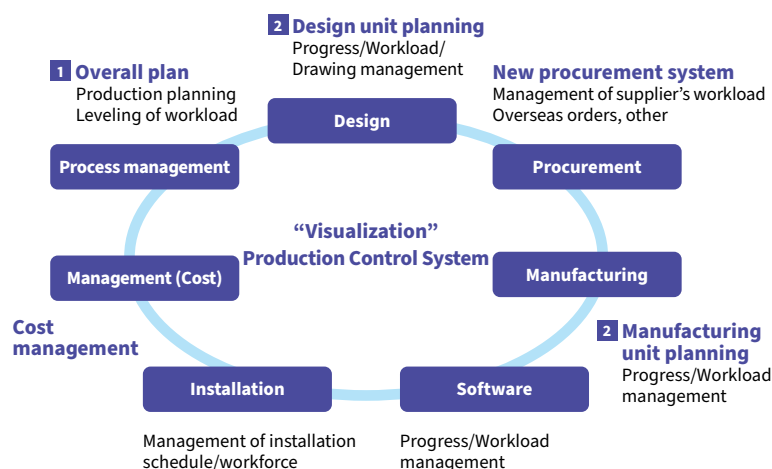 2 Design unit planning
Progress/Workload/
Drawing management
Design
1 Overall plan
Production planning
Leveling of workload
Process management
New procurement system
Management of supplier's workload
Overseas orders, other
Procurement
“Visualization”
Production Control System
Management (Cost)
Cost
management
Manufacturing
2 Manufacturing
unit planning
Progress/Workload
management
Installation
Management of installation
schedule/workforce
Software
Progress/Workload
management